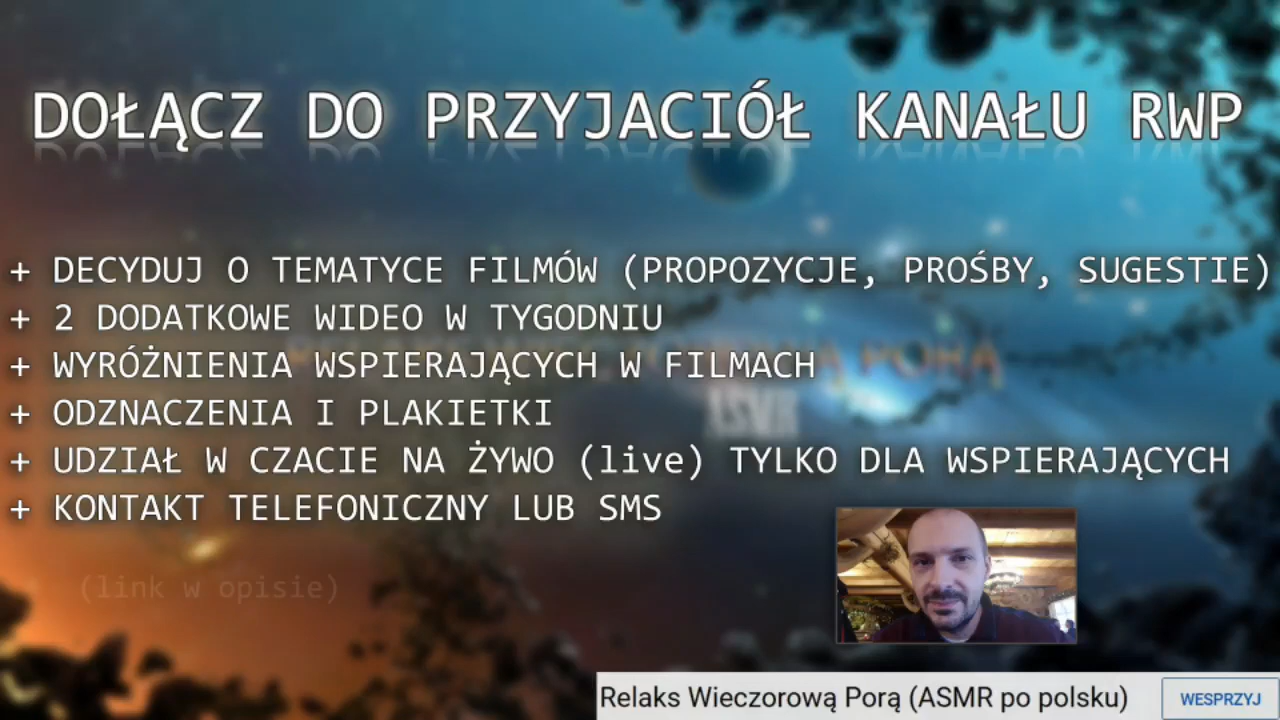 DOŁĄCZ DO PRZYJACIÓŁ KANAŁU RWP
+ DECYDUJ O TEMATYCE FILMÓW (PROPOZYCJE, PROŚBY, SUGESTIE)
+ 2 DODATKOWE WIDEO W TYGODNIU
+ WYRÓŻNIENIA WSPIERAJĄCYCH W FILMACH
+ ODZNACZENIA I PLAKIETKI
+ UDZIAŁ W CZACIE NA ŻYWO (live) TYLKO DLA WSPIERAJĄCYCH
+ KONTAKT TELEFONICZNY LUB SMS
(link w opisie)
PORĄ
ASMR
Relaks Wieczorową Porą (ASMR po polsku)
WESPRZYJ